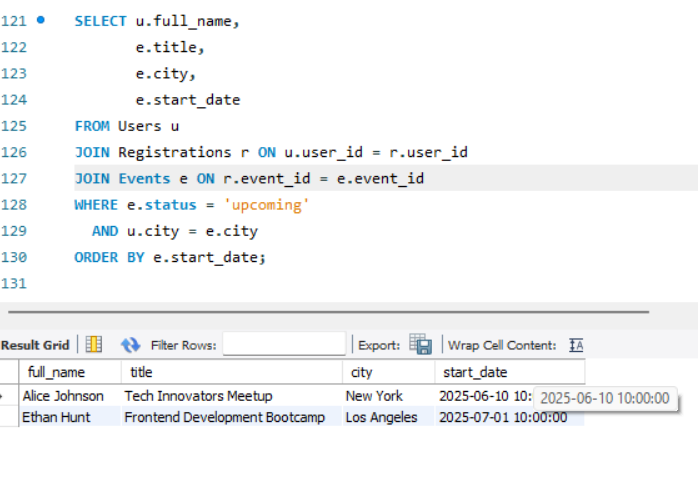 121 SELECT u.full_name,
122 e.title,
123 e.city,
124 e.start_date
125 FROM Users u
126 JOIN Registrations r ON u.user_id = r.user_id
127 JOIN Events e ON r.event_id = e.event_id
128 WHERE e.status = 'upcoming'
129 AND u.city = e.city
130 ORDER BY e.start_date;
131
Result Grid Filter Rows: Export: Wrap Cell Content: IA
full_name title city start_date
Alice Johnson Tech Innovators Meetup New York 2025-06-10 10: 2025-06-10 10:00:00
Ethan Hunt Frontend Development Bootcamp Los Angeles 2025-07-01 10:00:00